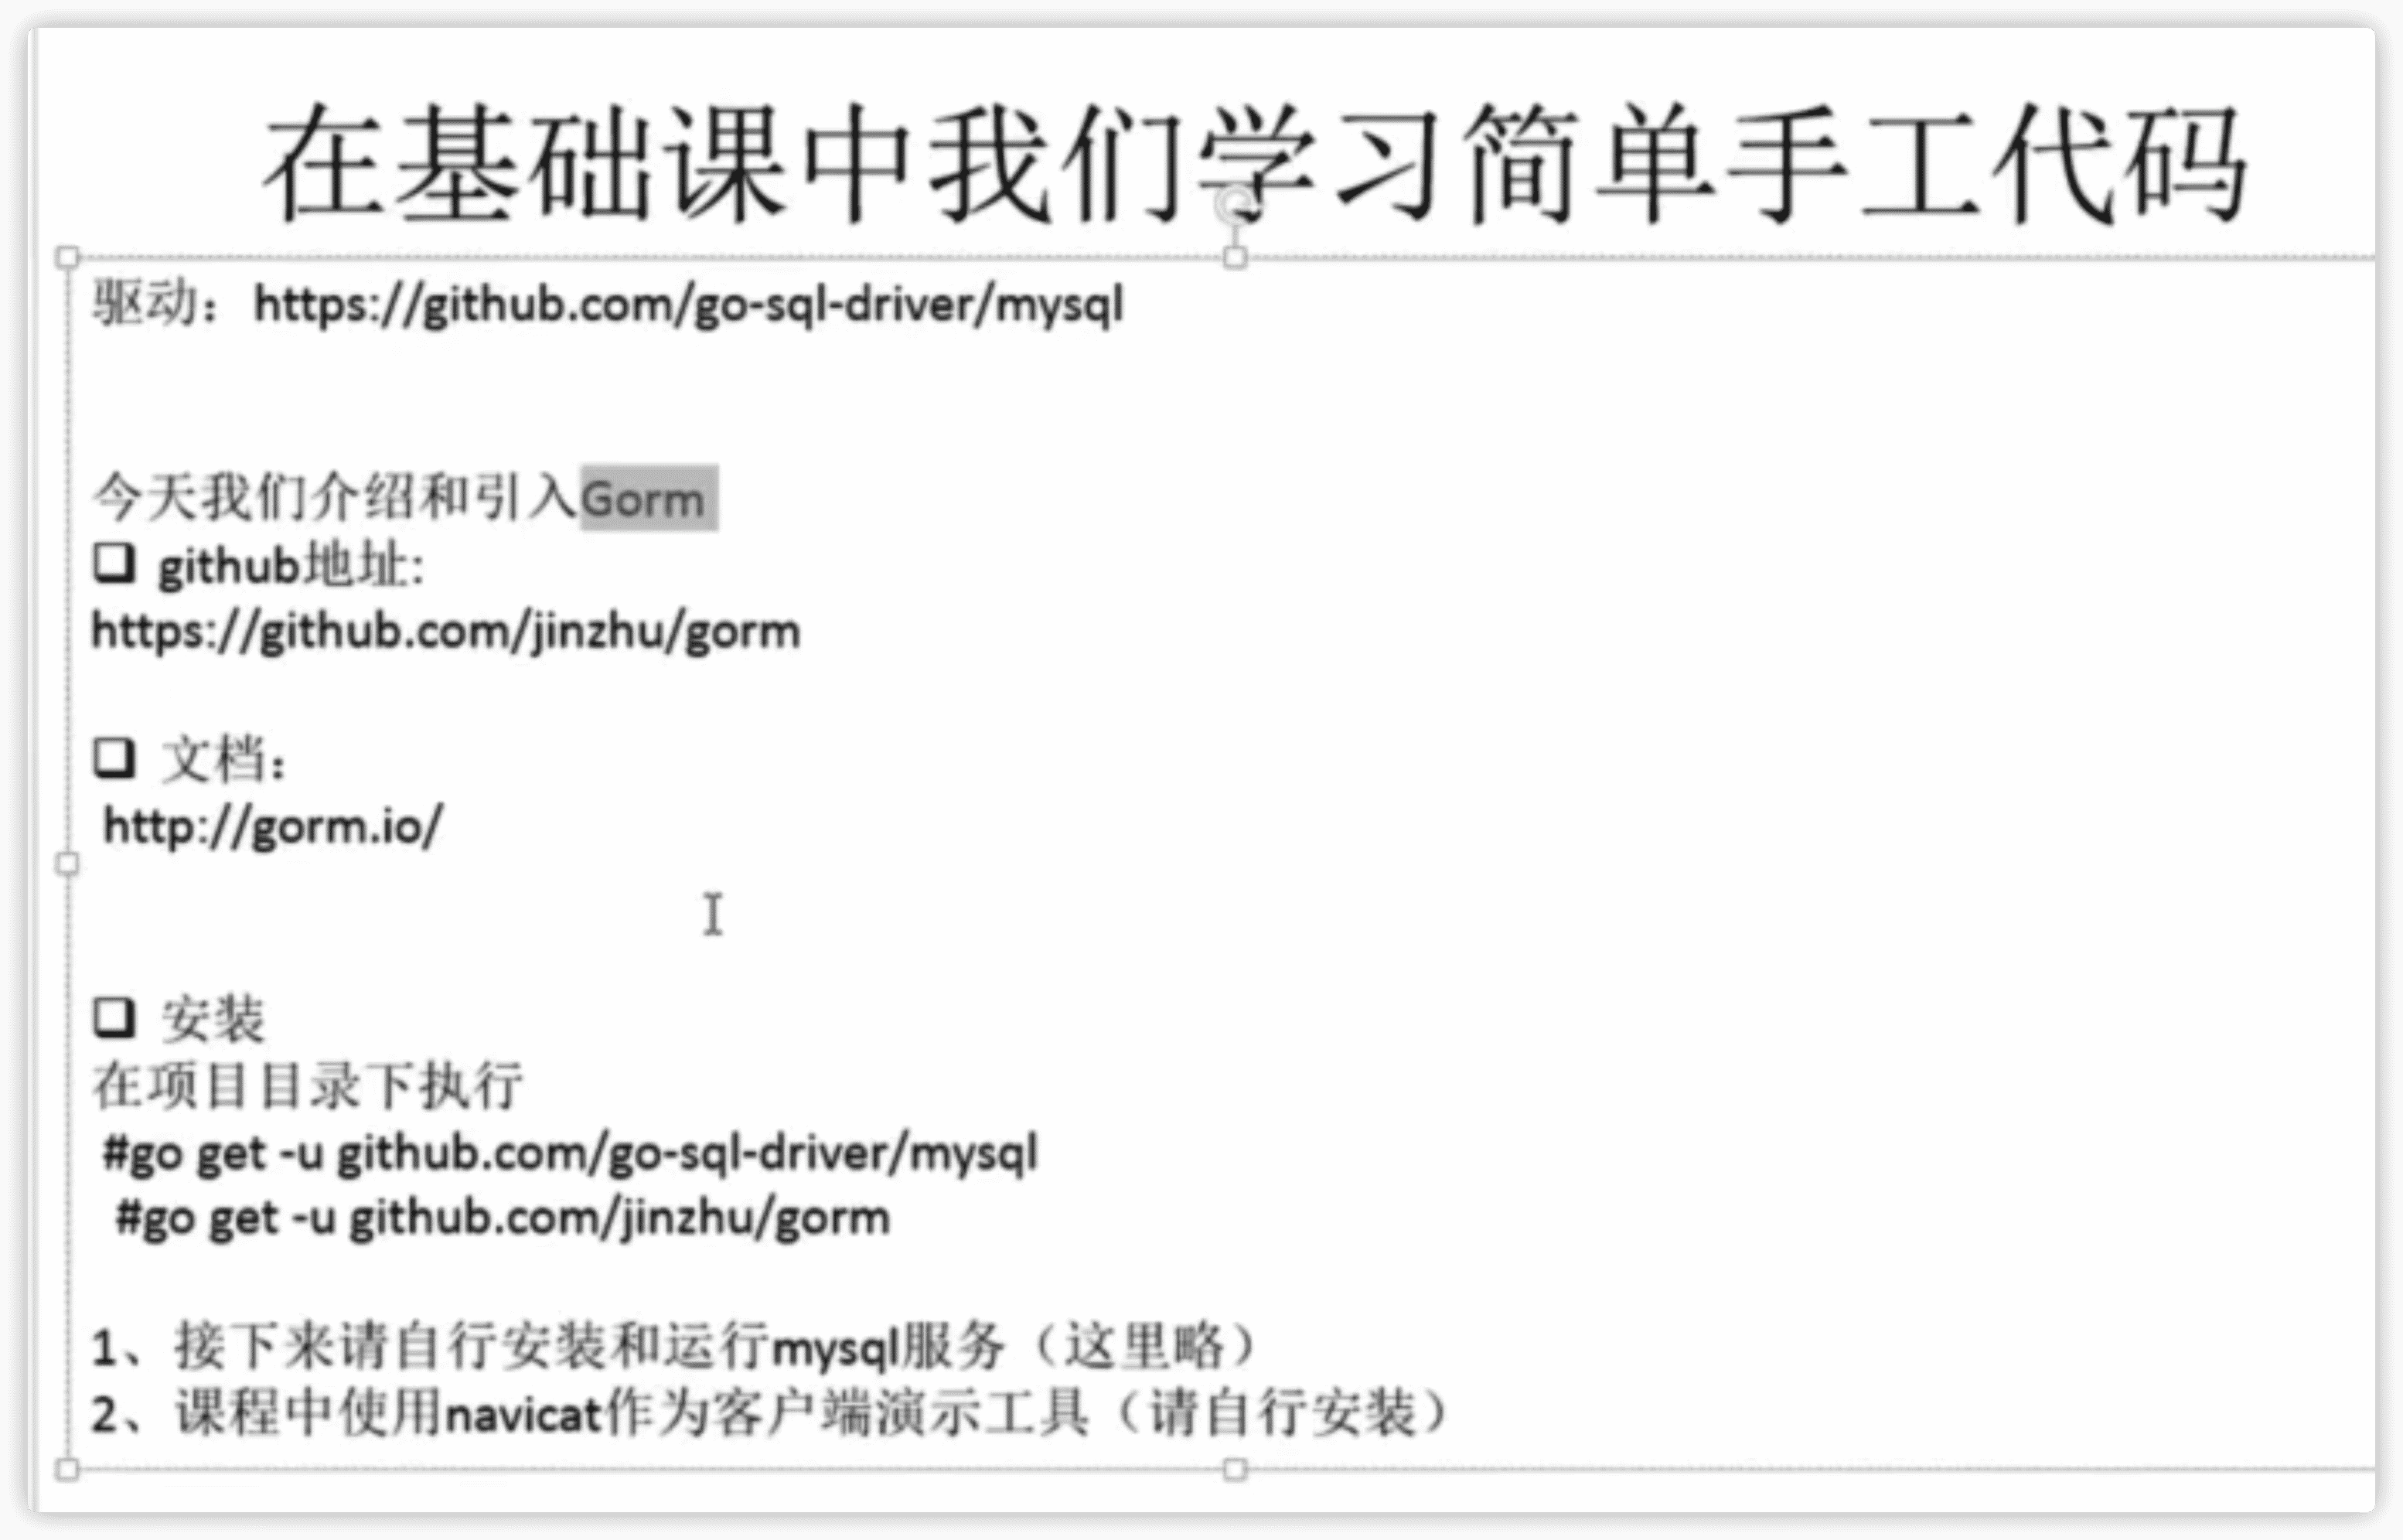 在基础课中我们学习简单手工代码
驱动：https://github.com/go-sql-driver/mysql
今天我们介绍和引入Gorm
❑ github地址:
https://github.com/jinzhu/gorm
❑ 文档：
http://gorm.io/
❑ 安装
在项目目录下执行
#go get -u github.com/go-sql-driver/mysql
#go get -u github.com/jinzhu/gorm
1、接下来请自行安装和运行mysql服务（这里略）
2、课程中使用navicat作为客户端演示工具（请自行安装）